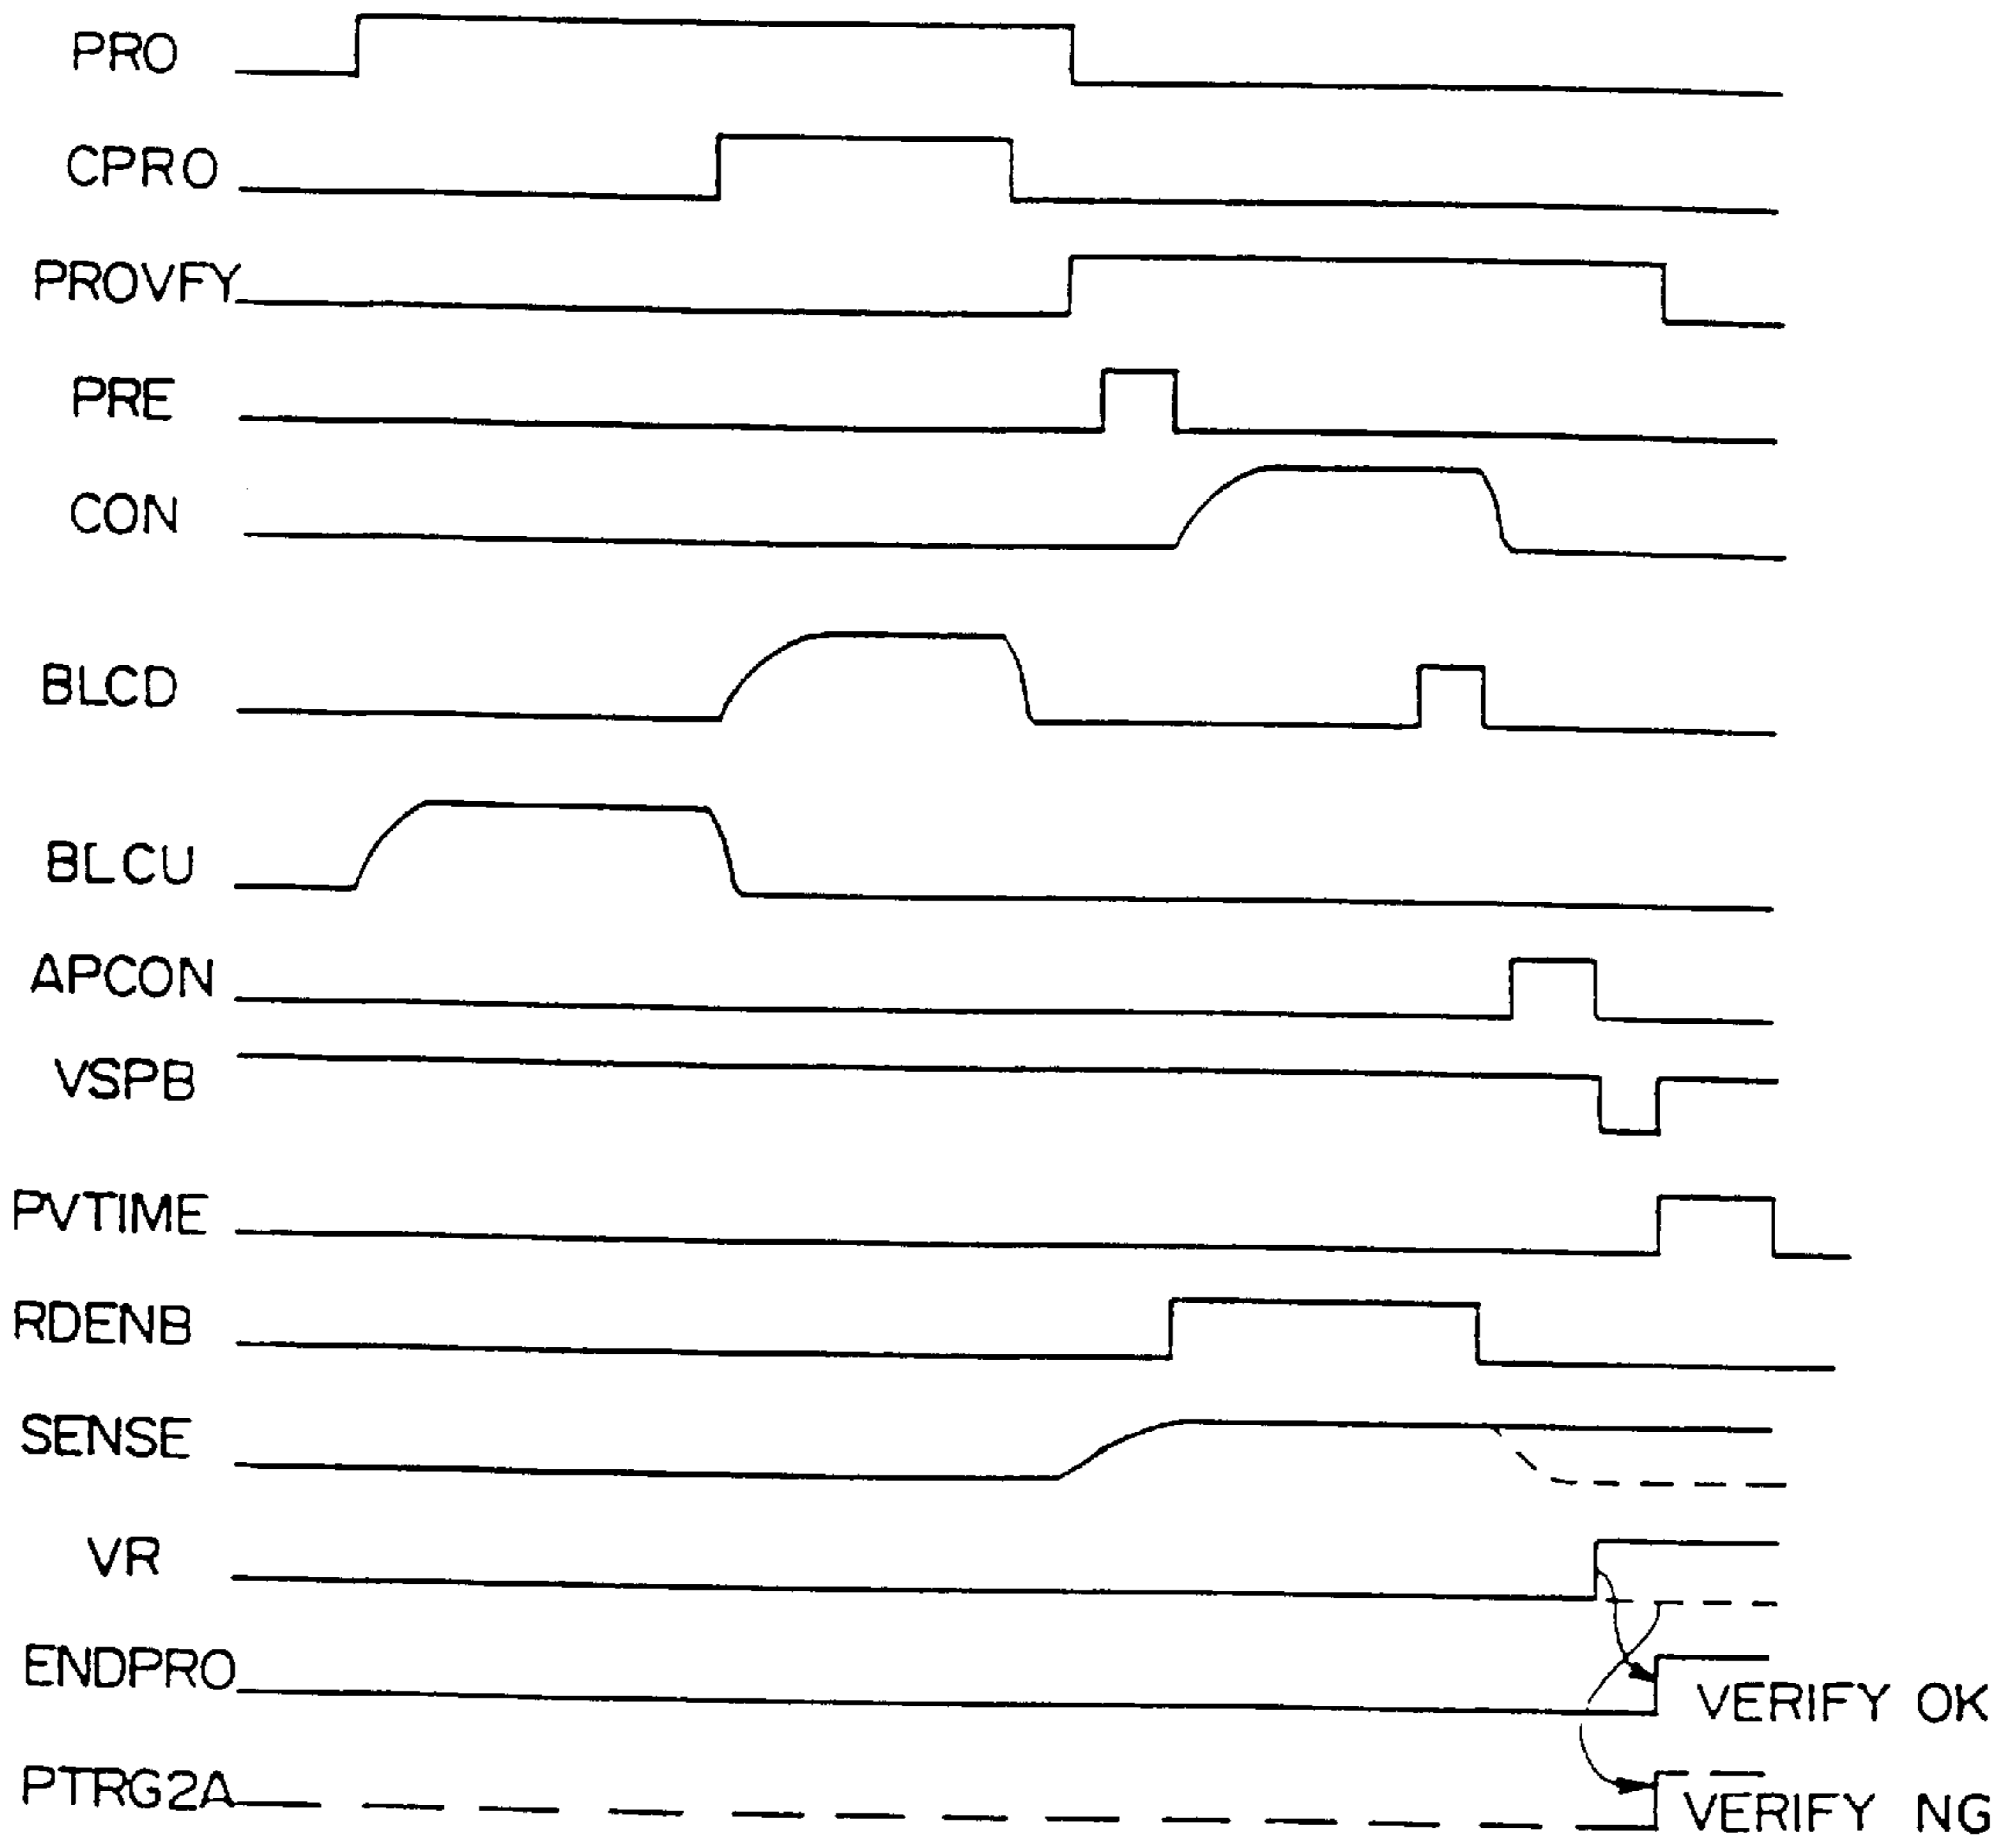 PRO
CPRO
PROVFY
PRE
CON
BLCD
BLCU
APCON
VSPB
PVTIME
RDENB
SENSE
VR
ENDPRO
VERIFY OK
PTRG2A
VERIFY NG